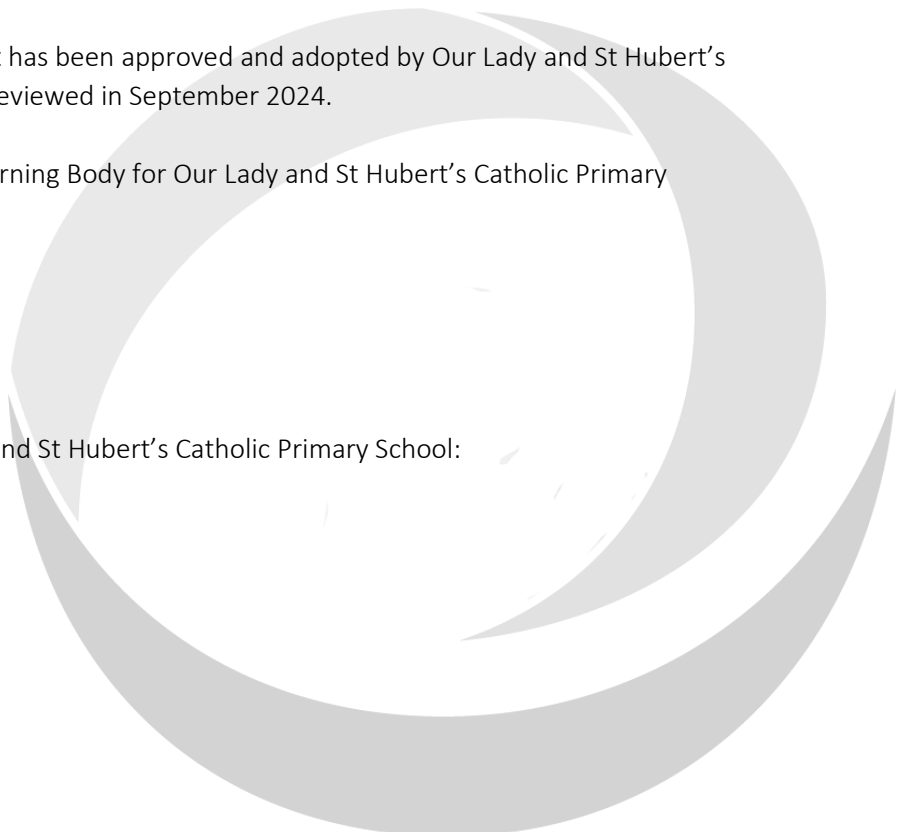 has been approved and adopted by Our Lady and St Hubert’s
eviewed in September 2024.
rning Body for Our Lady and St Hubert’s Catholic Primary
nd St Hubert’s Catholic Primary School: